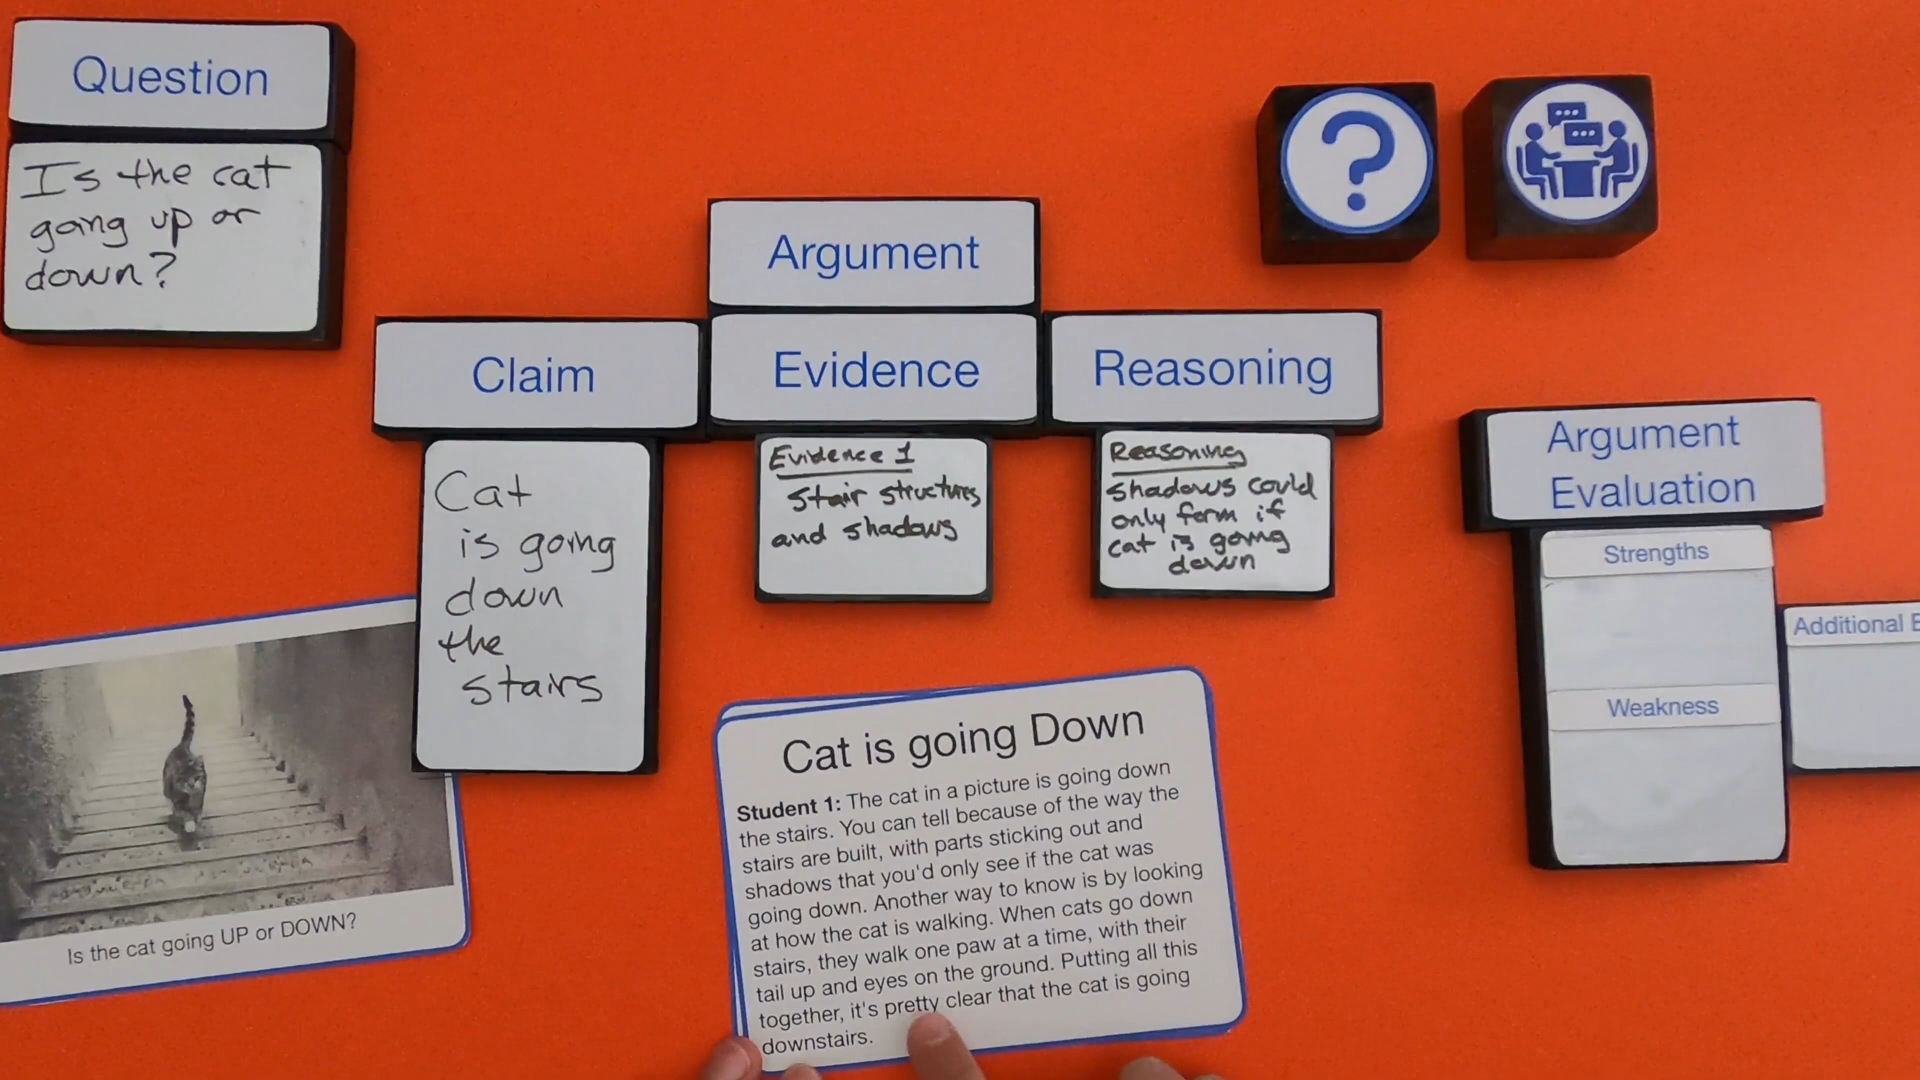 Question
Is the cat
going up or
down?
?
Argument
Claim
Evidence
Reasoning
Cat
is going
down
the
stairs
Evidence 1
Stair structures
and shadows
Reasoning
shadows could
only form if
cat is going
down
Argument
Evaluation
Strengths
Weakness
Additional E
Is the cat going UP or DOWN?
Cat is going Down
Student 1: The cat in a picture is going down
the stairs. You can tell because of the way the
stairs are built, with parts sticking out and
shadows that you'd only see if the cat was
going down. Another way to know is by looking
at how the cat is walking. When cats go down
stairs, they walk one paw at a time, with their
tail up and eyes on the ground. Putting all this
together, it's pretty clear that the cat is going
downstairs.